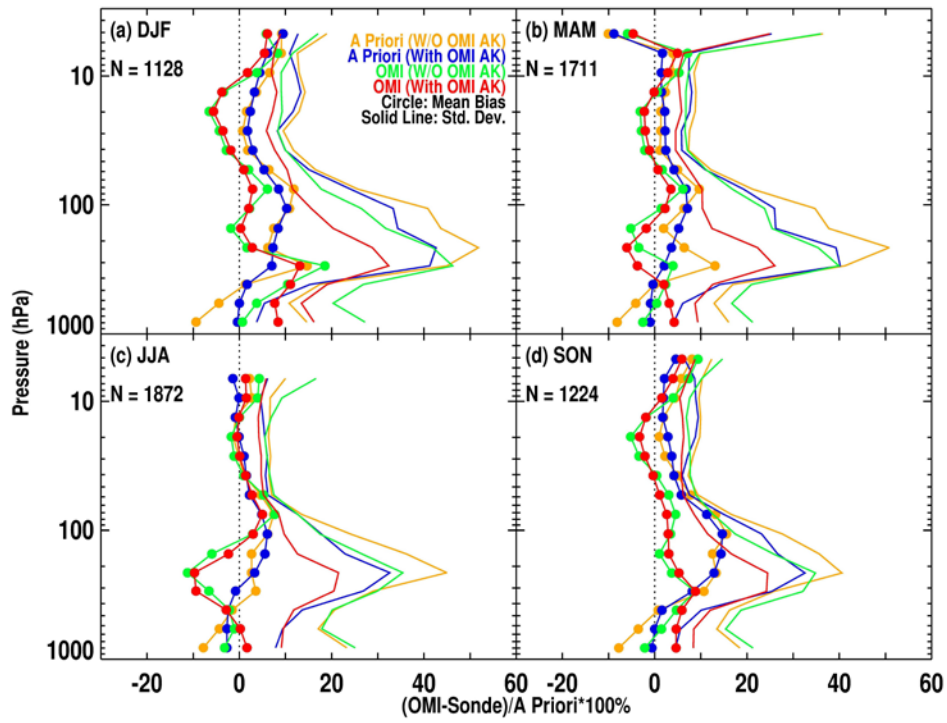 (a) DJF
N = 1128
A Priori (W/O OMI AK)
A Priori (With OMI AK)
OMI (W/O OMI AK)
OMI (With OMI AK)
Circle: Mean Bias
Solid Line: Std. Dev.
(b) MAM
N = 1711
10
100
1000
(c) JJA
N = 1872
(d) SON
N = 1224
10
100
1000
Pressure (hPa)
-20 0 20 40 60
-20 0 20 40 60
(OMI-Sonde)/A Priori*100%